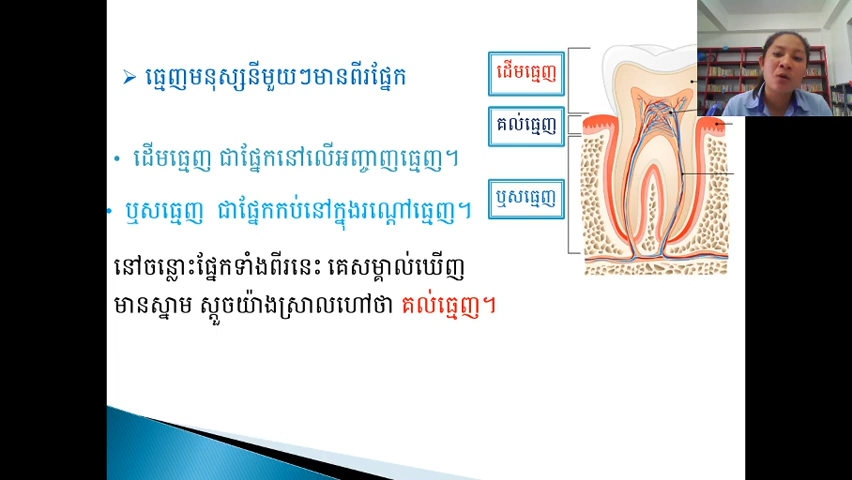 ធ្មេញមនុស្សនីមួយៗមានពីរផ្នែក
ដើមធ្មេញ ជាផ្នែកនៅលើអញ្ចាញធ្មេញ។
ឬសធ្មេញ ជាផ្នែកកប់នៅក្នុងរណ្ដៅធ្មេញ។
នៅចន្លោះផ្នែកទាំងពីរនេះ គេសម្គាល់ឃើញ
មានស្នាម ស្ដួចយ៉ាងស្រាលហៅថា គល់ធ្មេញ។
ដើមធ្មេញ
គល់ធ្មេញ
ឬសធ្មេញ